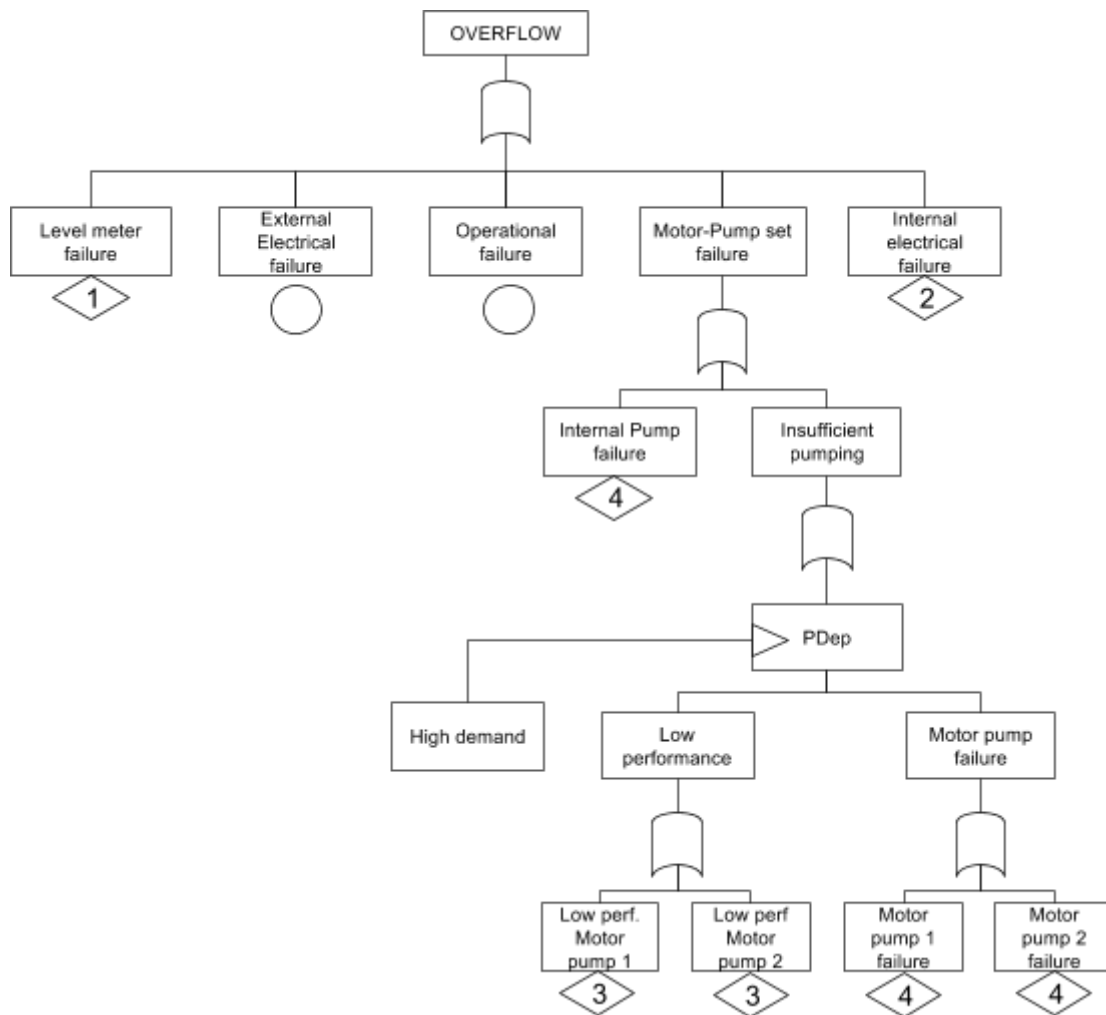 OVERFLOW
Level meter
failure
External
Electrical
failure
Operational
failure
Motor-Pump set
failure
Internal
electrical
failure
1
2
Internal Pump
failure
Insufficient
pumping
4
PDep
High demand
Low
performance
Motor pump
failure
Low perf.
Motor
pump 1
Low perf
Motor
pump 2
Motor
pump 1
failure
Motor
pump 2
failure
3
3
4
4